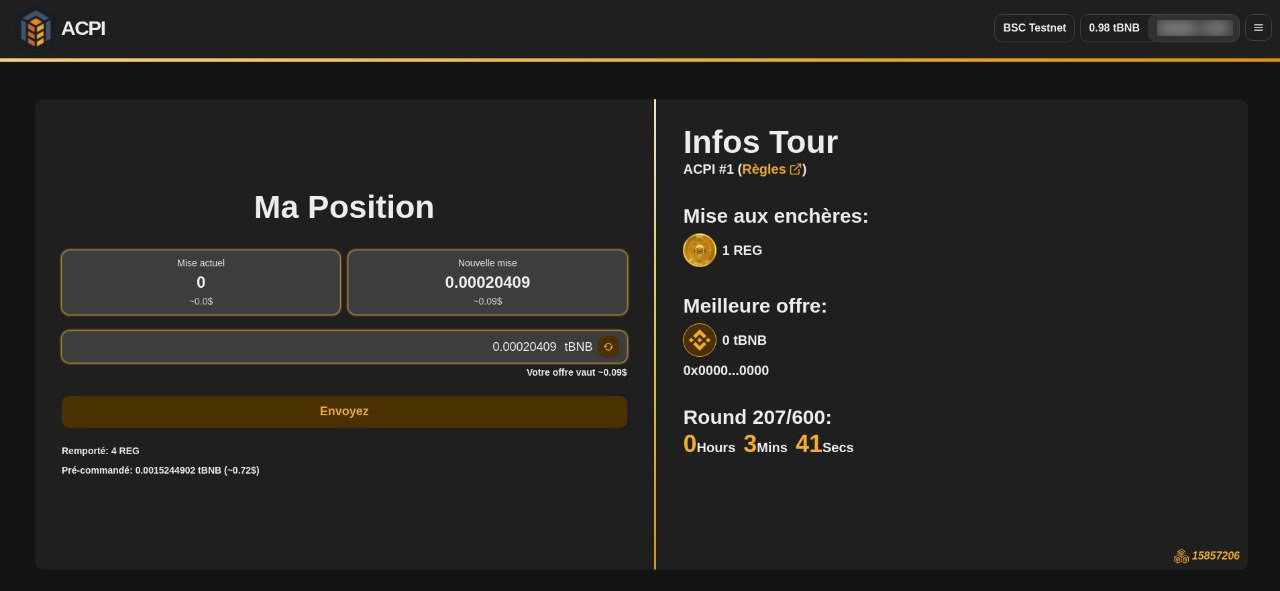 ACPI
BSC Testnet
0.98 tBNB
Ma Position
Mise actuel
0
~0.0$
Nouvelle mise
0.00020409
~0.09$
0.00020409 tBNB
Votre offre vaut ~0.09$
Envoyez
Remporté: 4 REG
Pré-commandé: 0.0015244902 tBNB (~0.72$)
Infos Tour
ACPI #1 (Règles)
Mise aux enchères:
1 REG
Meilleure offre:
0 tBNB
0x0000...0000
Round 207/600:
0Hours 3Mins 41Secs
15857206